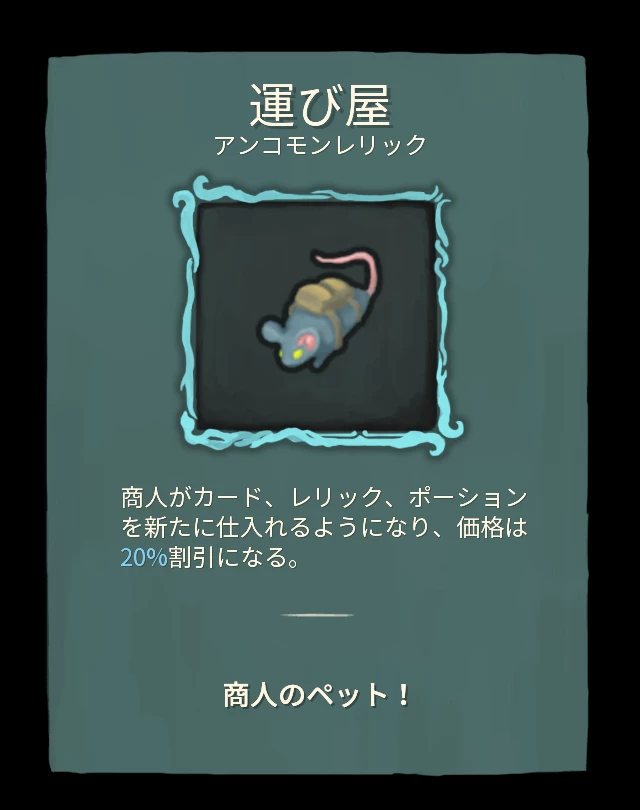 運び屋
アンコモンレリック
商人がカード、レリック、ポーション
を新たに仕入れるようになり、価格は
20%割引になる。
商人のペット！